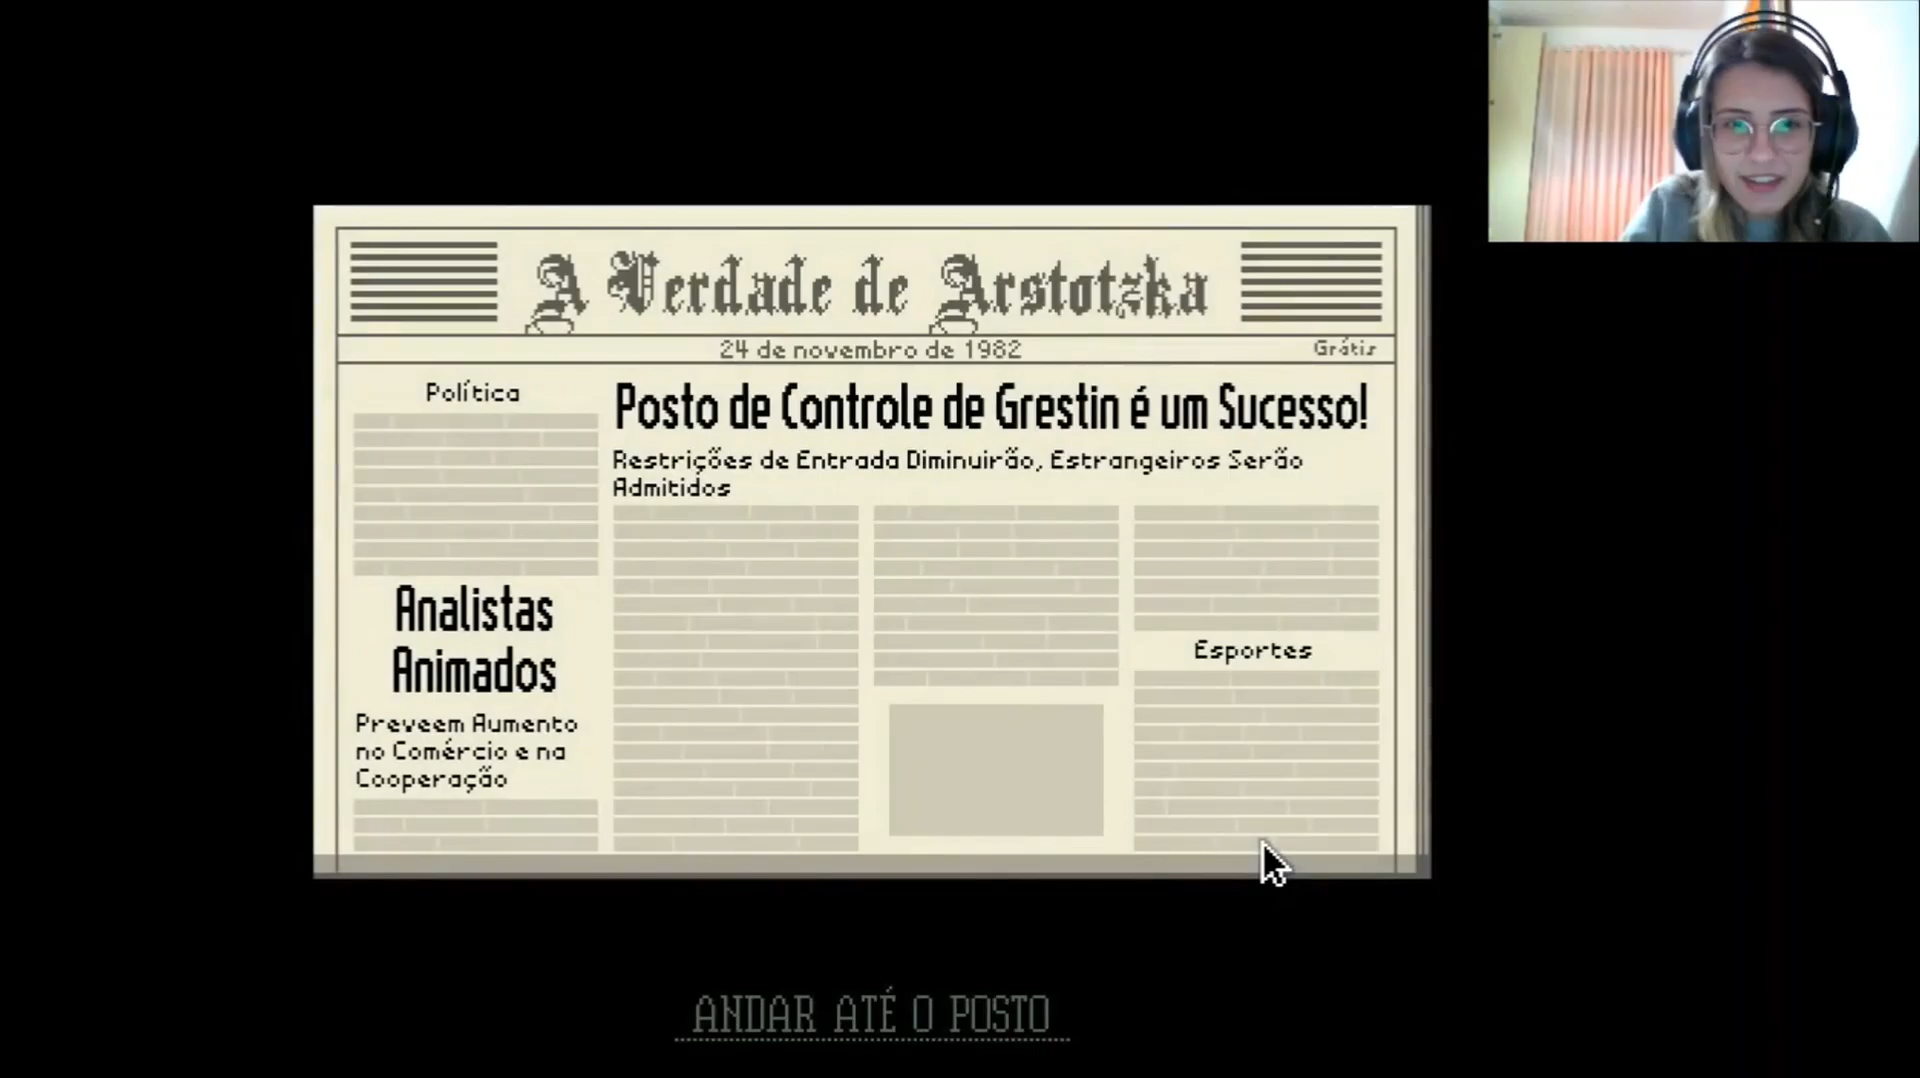 A Verdade de Arstotzka
24 de novembro de 1982
Grátis
Política
Analistas
Animados
Preveem Aumento
no Comércio e na
Cooperação
Posto de Controle de Grestin é um Sucesso!
Restrições de Entrada Diminuirão, Estrangeiros Serão
Admitidos
Esportes
ANDAR ATÉ O POSTO